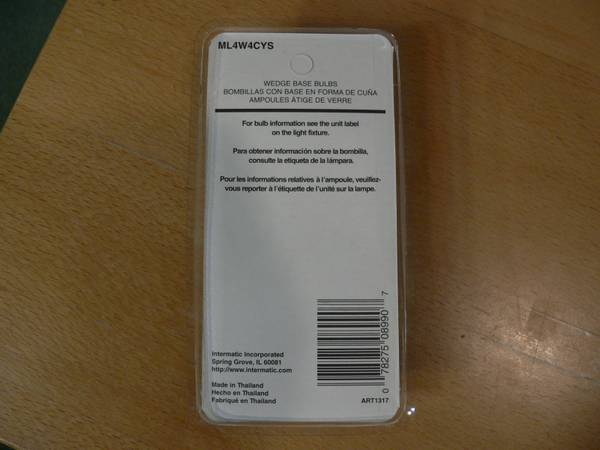 ML4W4CYS
WEDGE BASE BULBS
BOMBILLAS CON BASE EN FORMA DE CUÑA
AMPOULES ÀTIGE DE VERRE
For bulb information see the unit label
on the light fixture.
Para obtener información sobre la bombilla,
consulte la etiqueta de la lámpara.
Pour les informations relatives à l'ampoule, veuillez-
vous reporter à l'étiquette de l'unité sur la lampe.
Intermatic Incorporated
Spring Grove, IL 60081
http://www.intermatic.com
Made in Thailand
Hecho en Thailand
Fabriqué en Thailand
0 78275 08990 7
ART1317